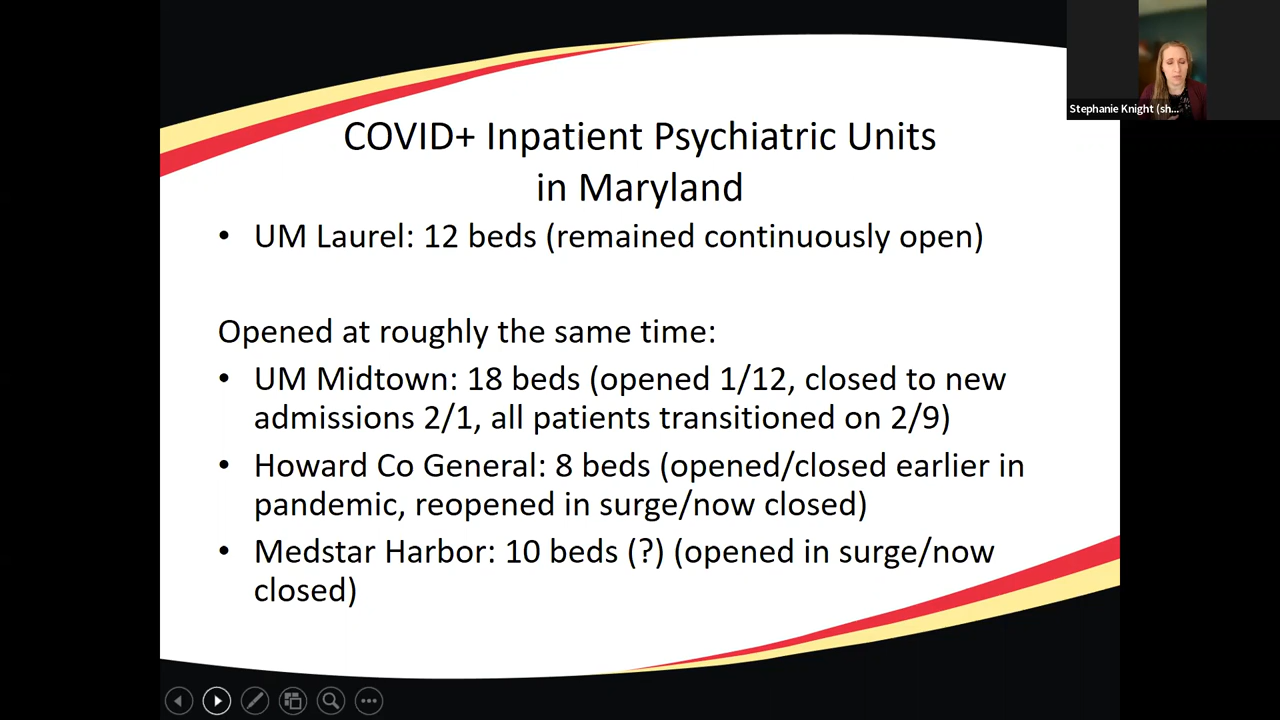 COVID+ Inpatient Psychiatric Units
in Maryland
• UM Laurel: 12 beds (remained continuously open)
Opened at roughly the same time:
• UM Midtown: 18 beds (opened 1/12, closed to new
admissions 2/1, all patients transitioned on 2/9)
• Howard Co General: 8 beds (opened/closed earlier in
pandemic, reopened in surge/now closed)
• Medstar Harbor: 10 beds (?) (opened in surge/now
closed)
Stephanie Knight (sh...